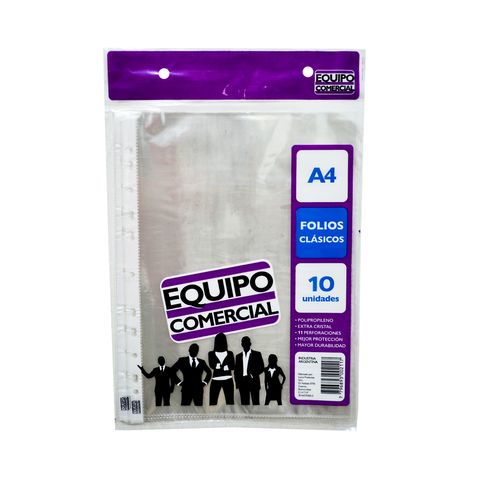 EQUIPO
COMERCIAL
A4
FOLIOS
CLÁSICOS
10
unidades
• POLIPROPILENO
• EXTRA CRISTAL
• 11 PERFORACIONES
• MEJOR PROTECCIÓN
• MAYOR DURABILIDAD
EQUIPO
COMERCIAL
INDUSTRIA
ARGENTINA